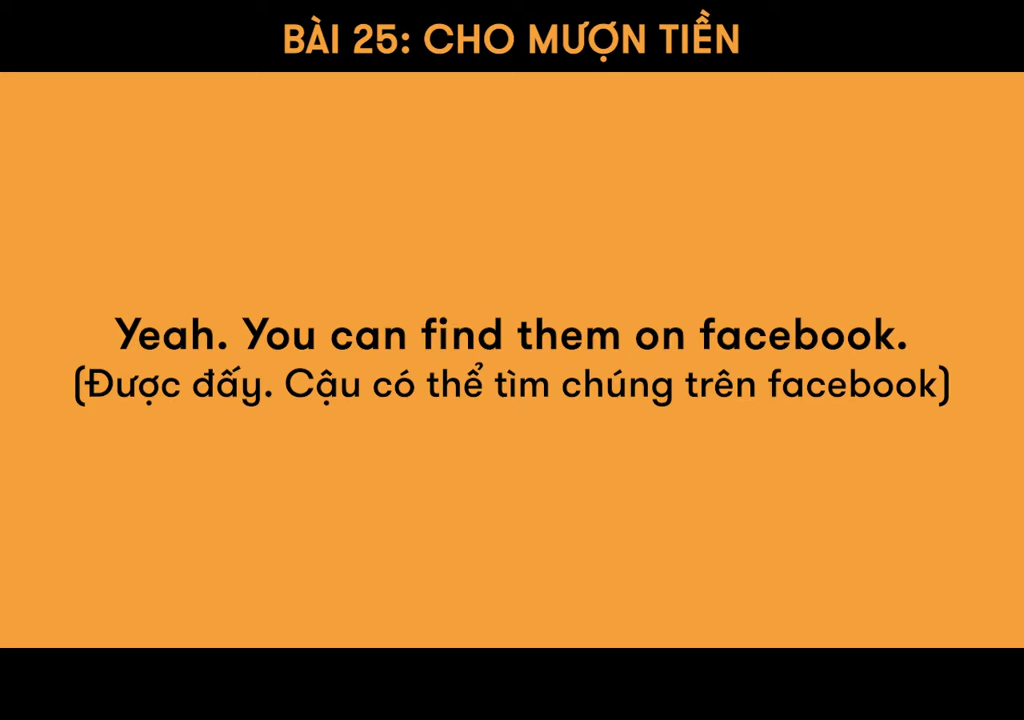 BÀI 25: CHO MƯỢN TIỀN
Yeah. You can find them on facebook.
(Được đấy. Cậu có thể tìm chúng trên facebook)